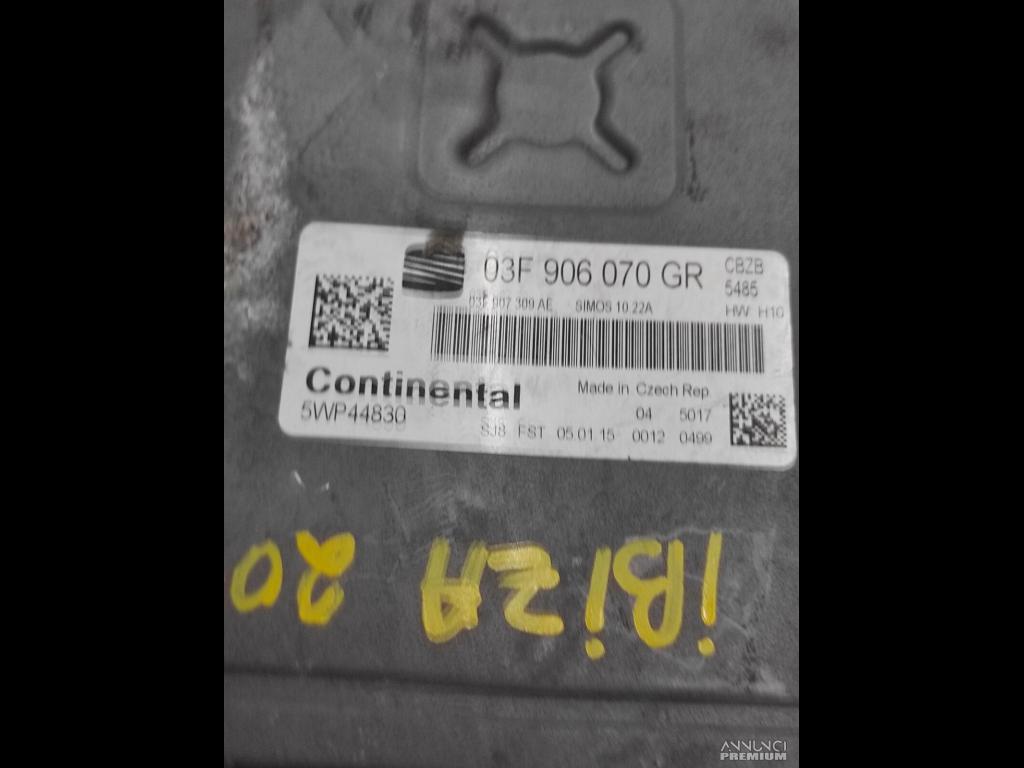 03F 906 070 GR
CBZB
5485
03F 907 309 AE SIMOS 10.22A
HW H10
Continental
5WP44830
Made in Czech Rep.
04 5017
SJ8 FST 05.01.15 0012 0499
iBiZA 20
ANNUNCI
PREMIUM